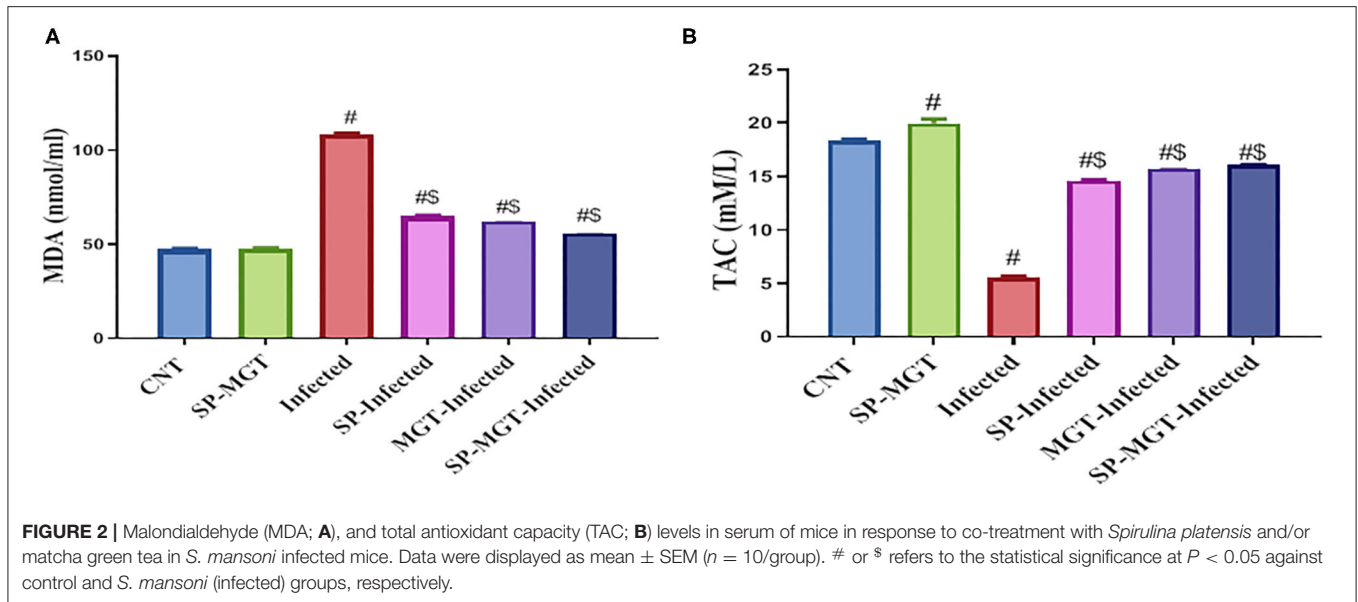 A
150
100
50
0
MDA (nmol/ml)
#
#$
#$
#$
CNT
SP-MGT
Infected
SP-Infected
MGT-Infected
SP-MGT-Infected
B
25
20
15
10
5
0
TAC (mM/L)
#
#
#$
#$
#$
CNT
SP-MGT
Infected
SP-Infected
MGT-Infected
SP-MGT-Infected
FIGURE 2 | Malondialdehyde (MDA; A), and total antioxidant capacity (TAC; B) levels in serum of mice in response to co-treatment with Spirulina platensis and/or
matcha green tea in S. mansoni infected mice. Data were displayed as mean ± SEM (n = 10/group). # or $ refers to the statistical significance at P < 0.05 against
control and S. mansoni (infected) groups, respectively.